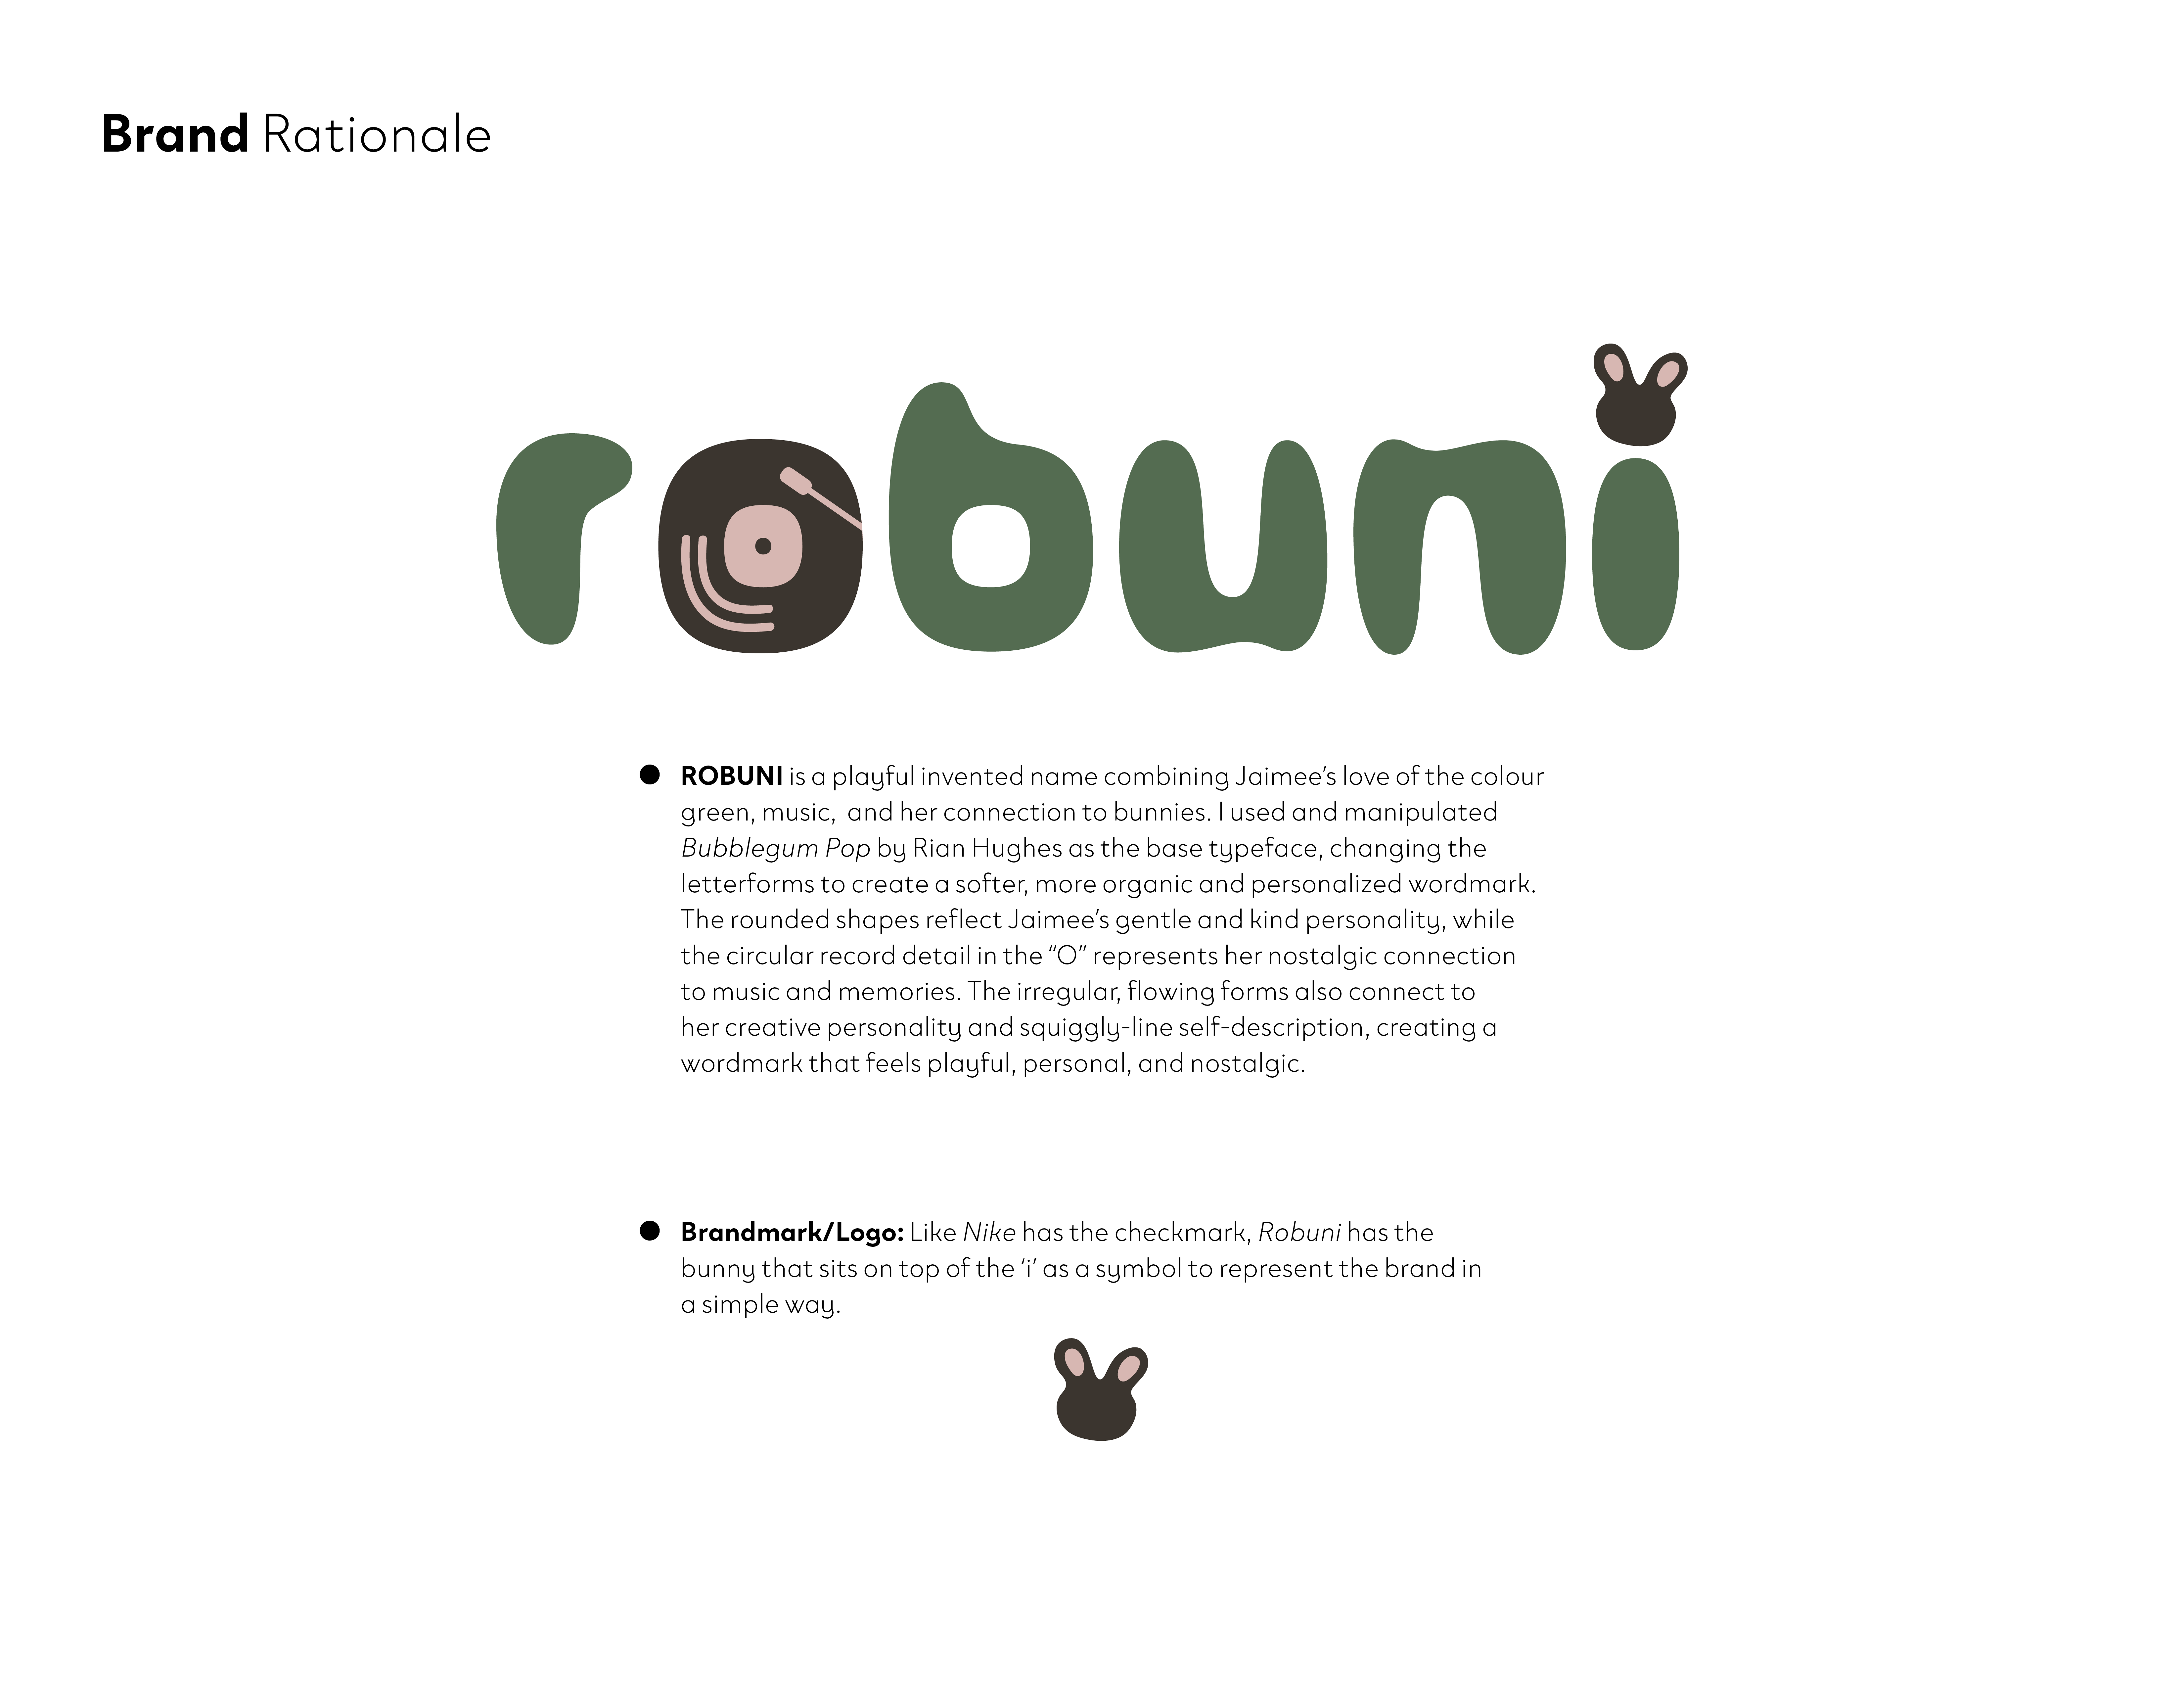 Brand Rationale
robuni
● ROBUNI is a playful invented name combining Jaimee’s love of the colour
green, music,  and her connection to bunnies. I used and manipulated
Bubblegum Pop by Rian Hughes as the base typeface, changing the
letterforms to create a softer, more organic and personalized wordmark.
The rounded shapes reflect Jaimee’s gentle and kind personality, while
the circular record detail in the “O” represents her nostalgic connection
to music and memories. The irregular, flowing forms also connect to
her creative personality and squiggly-line self-description, creating a
wordmark that feels playful, personal, and nostalgic.
● Brandmark/Logo: Like Nike has the checkmark, Robuni has the
bunny that sits on top of the ‘i’ as a symbol to represent the brand in
a simple way.